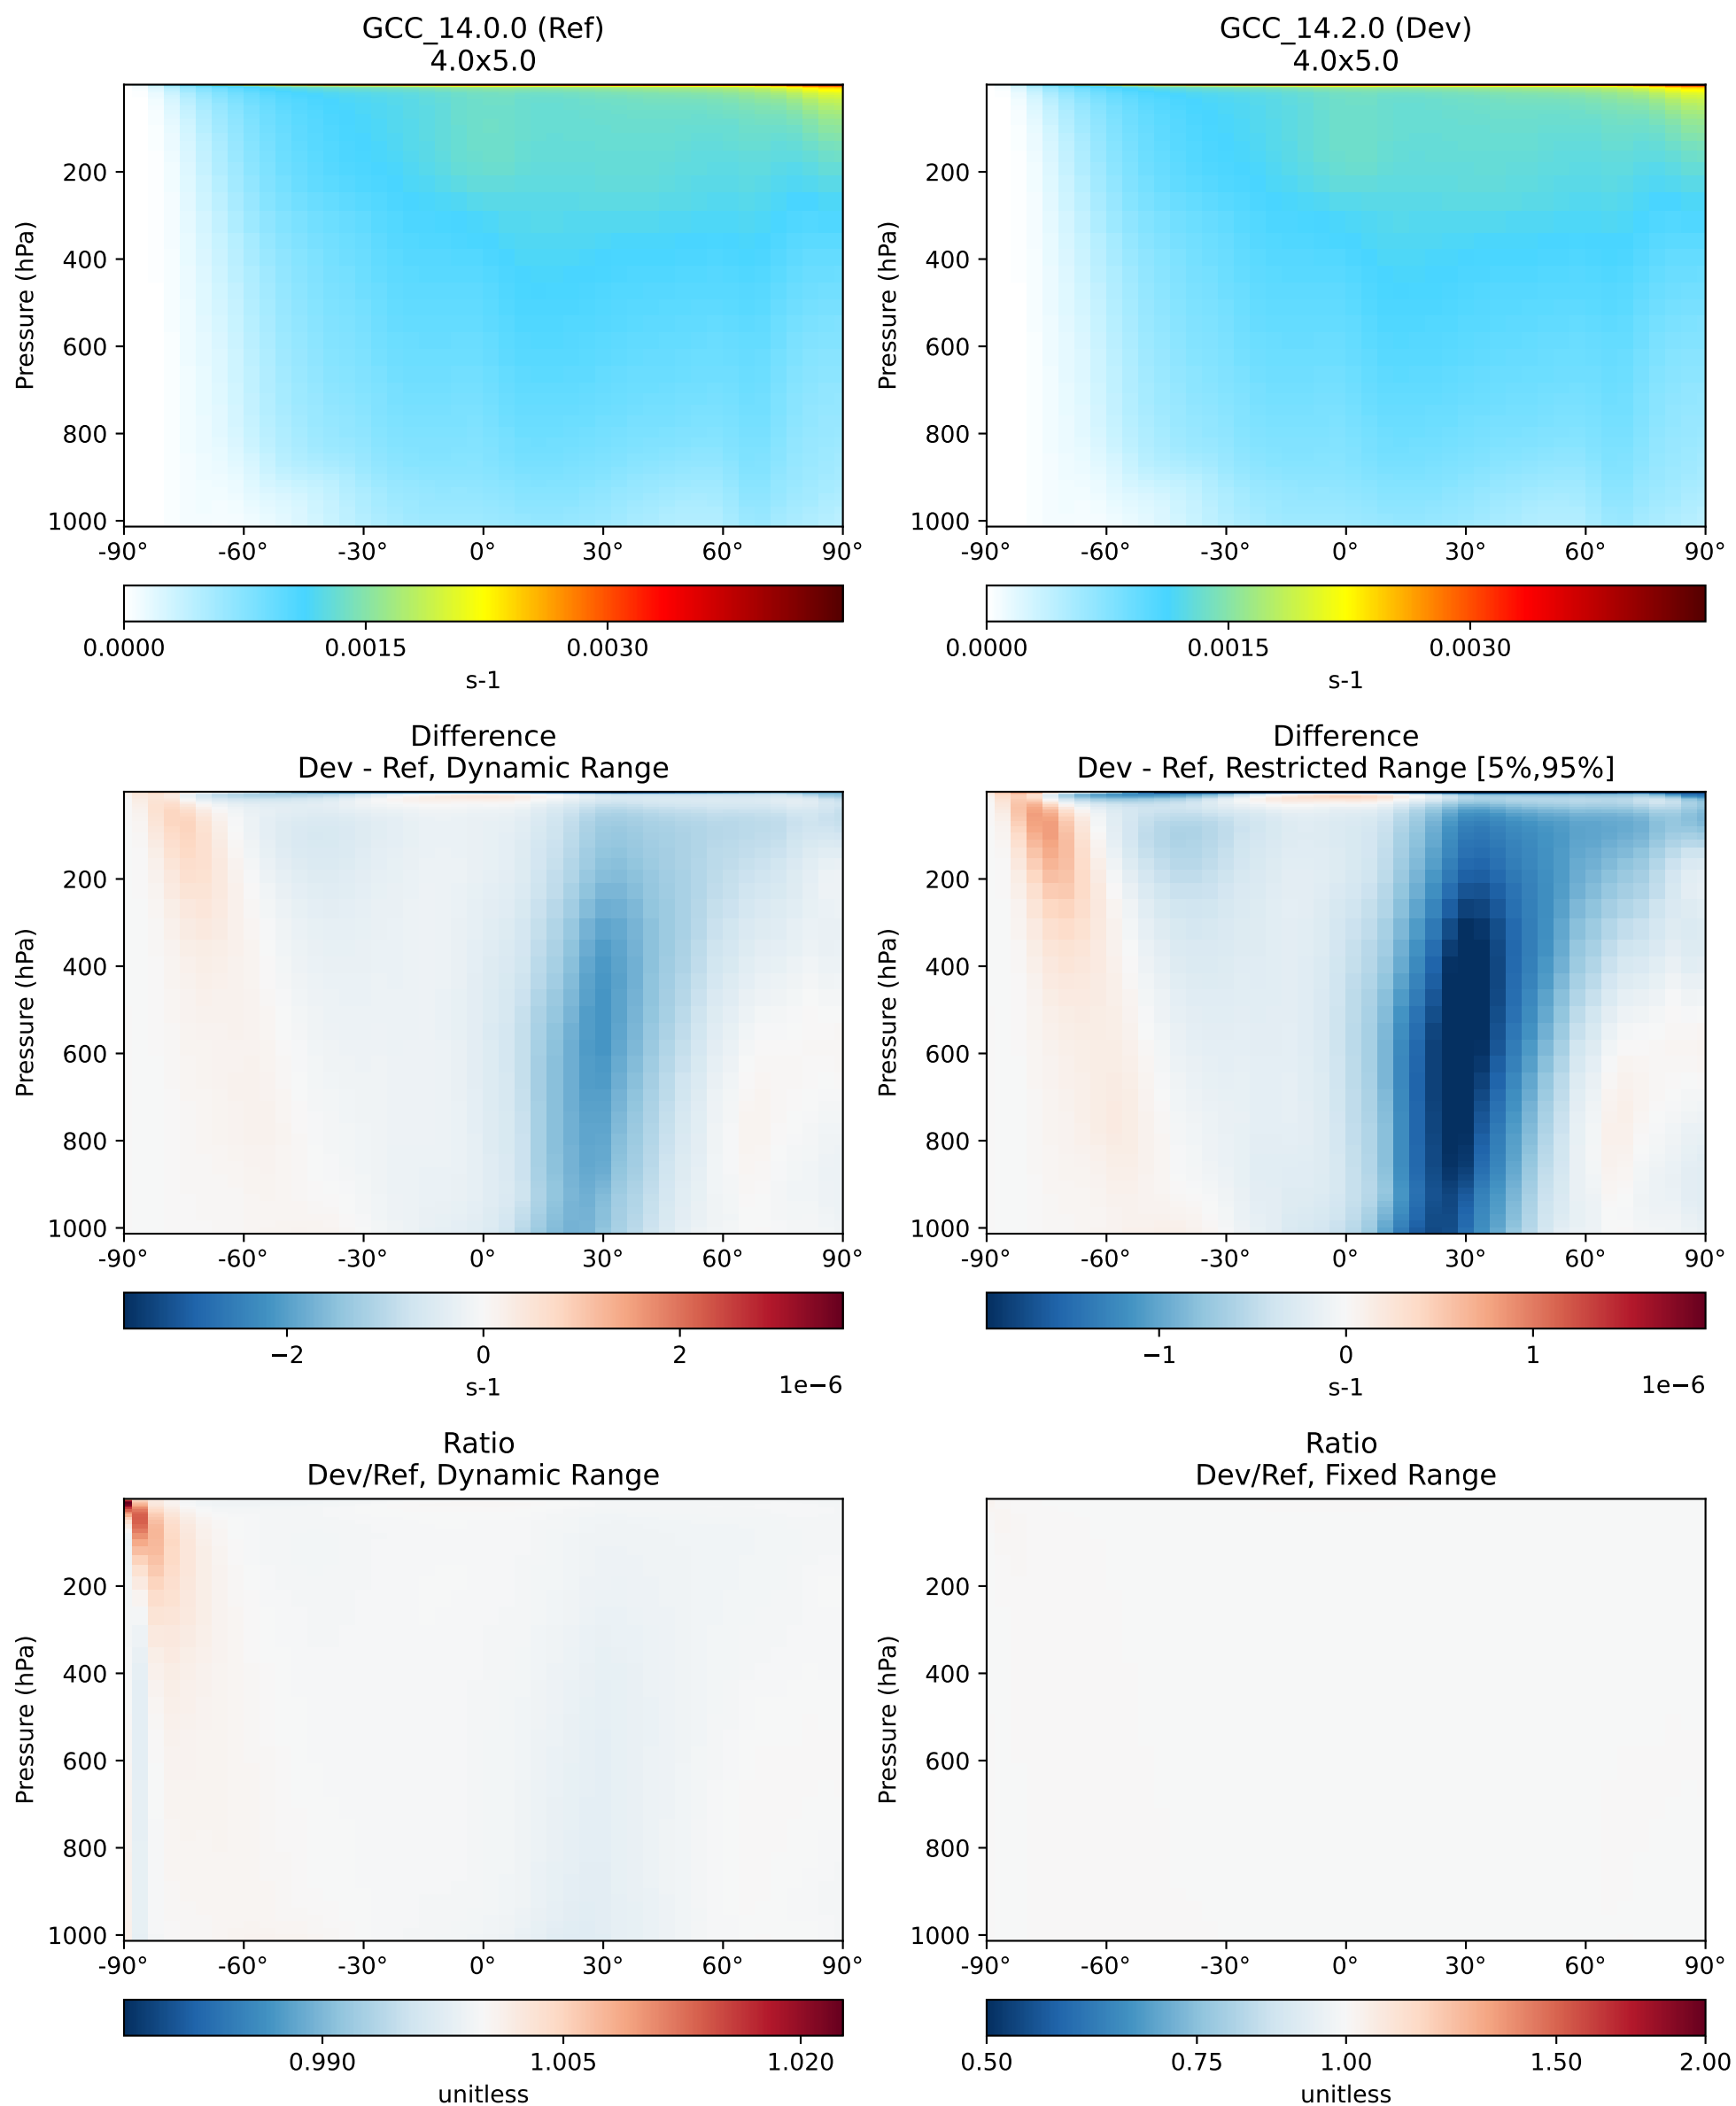 GCC_14.0.0 (Ref)
4.0x5.0
Pressure (hPa)
200
400
600
800
1000
-90° -60° -30° 0° 30° 60° 90°
0.0000 0.0015 0.0030
s-1
GCC_14.2.0 (Dev)
4.0x5.0
Pressure (hPa)
200
400
600
800
1000
-90° -60° -30° 0° 30° 60° 90°
0.0000 0.0015 0.0030
s-1
Difference
Dev - Ref, Dynamic Range
Pressure (hPa)
200
400
600
800
1000
-90° -60° -30° 0° 30° 60° 90°
−2 0 2
s-1 1e−6
Difference
Dev - Ref, Restricted Range [5%,95%]
Pressure (hPa)
200
400
600
800
1000
-90° -60° -30° 0° 30° 60° 90°
−1 0 1
s-1 1e−6
Ratio
Dev/Ref, Dynamic Range
Pressure (hPa)
200
400
600
800
1000
-90° -60° -30° 0° 30° 60° 90°
0.990 1.005 1.020
unitless
Ratio
Dev/Ref, Fixed Range
Pressure (hPa)
200
400
600
800
1000
-90° -60° -30° 0° 30° 60° 90°
0.50 0.75 1.00 1.50 2.00
unitless